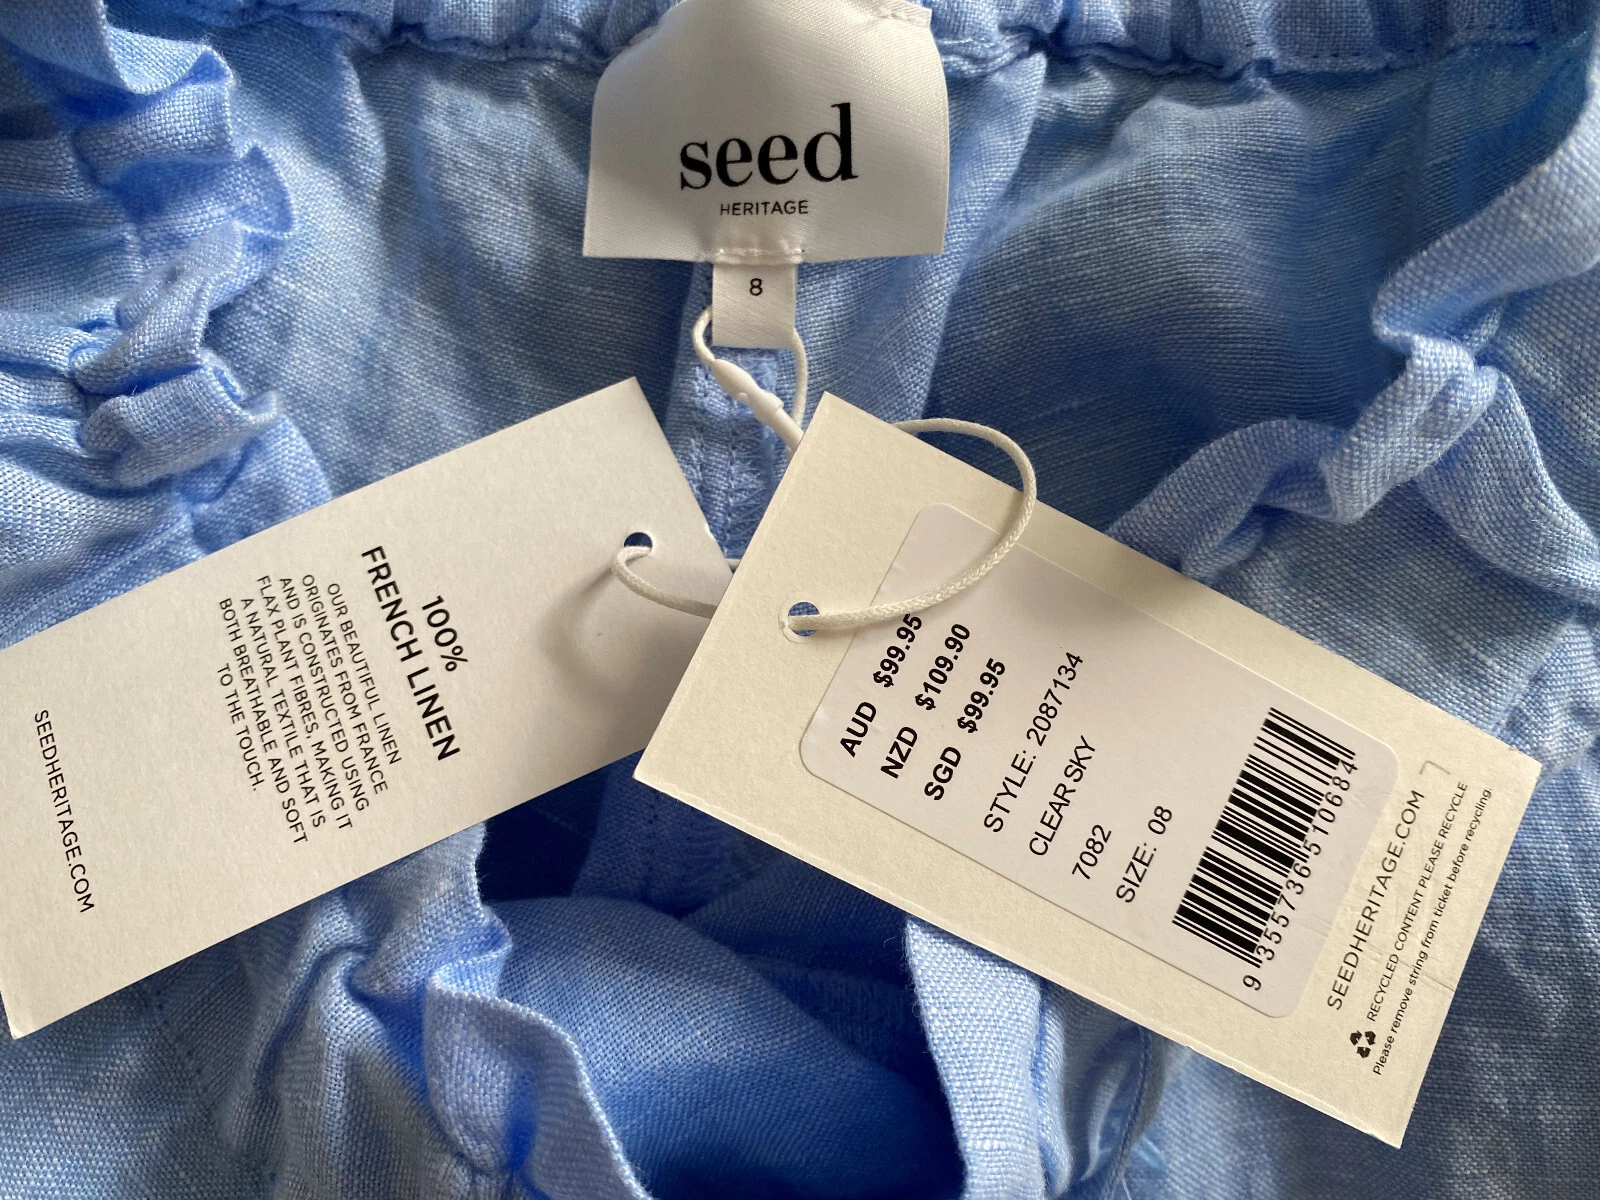 seed
HERITAGE
8
100%
FRENCH LINEN
OUR BEAUTIFUL LINEN
ORIGINATES FROM FRANCE
AND IS CONSTRUCTED USING
FLAX PLANT FIBRES, MAKING IT
A NATURAL TEXTILE THAT IS
BOTH BREATHABLE AND SOFT
TO THE TOUCH.
SEEDHERITAGE.COM
AUD $99.95
NZD $109.90
SGD $99.95
STYLE: 2087134
CLEAR SKY
7082
SIZE: 08
9 355736 510684
SEEDHERITAGE.COM
RECYCLED CONTENT PLEASE RECYCLE
Please remove string from ticket before recycling.